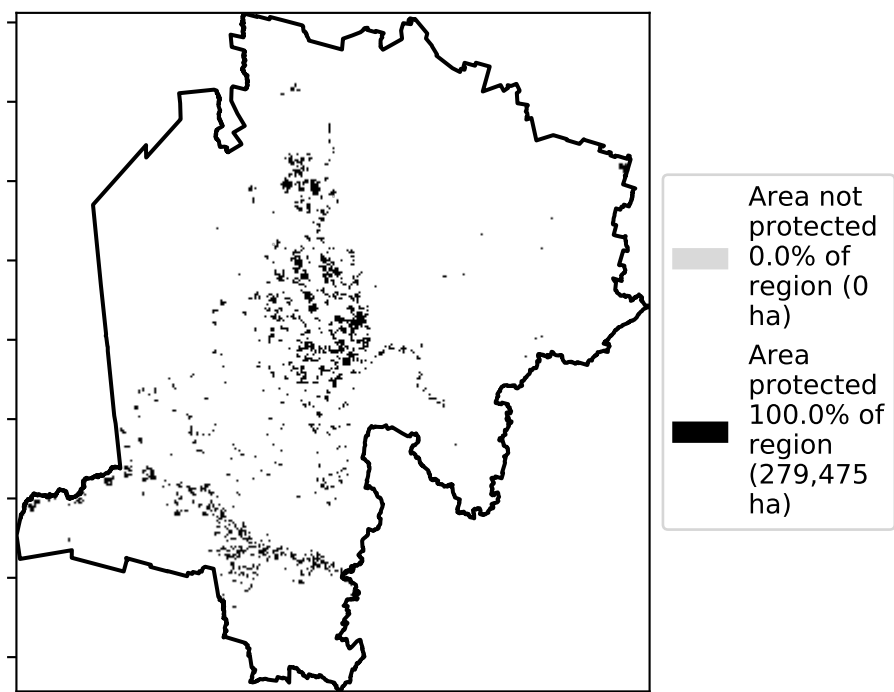 Area not
protected
0.0% of
region (0
ha)
Area
protected
100.0% of
region
(279,475
ha)